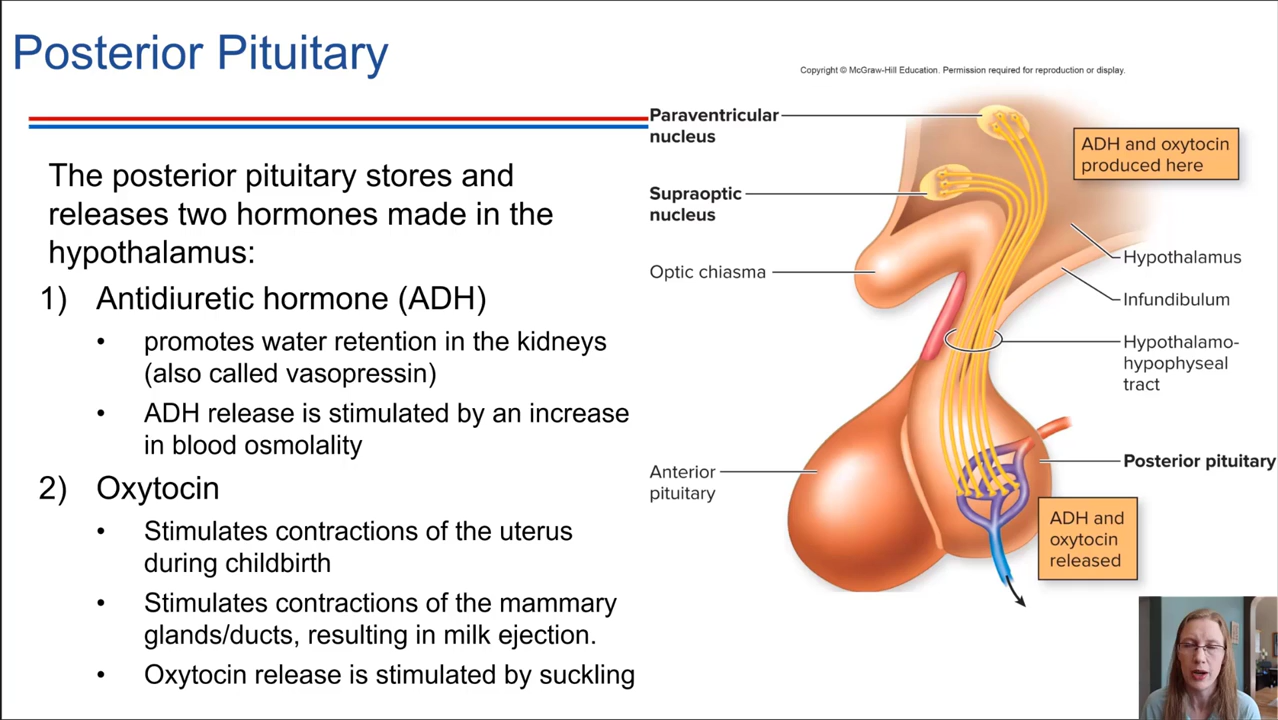 Posterior Pituitary
Copyright © McGraw-Hill Education. Permission required for reproduction or display.
The posterior pituitary stores and
releases two hormones made in the
hypothalamus:
1) Antidiuretic hormone (ADH)
• promotes water retention in the kidneys
(also called vasopressin)
• ADH release is stimulated by an increase
in blood osmolality
2) Oxytocin
• Stimulates contractions of the uterus
during childbirth
• Stimulates contractions of the mammary
glands/ducts, resulting in milk ejection.
• Oxytocin release is stimulated by suckling
Paraventricular
nucleus
Supraoptic
nucleus
Optic chiasma
Anterior
pituitary
ADH and oxytocin
produced here
Hypothalamus
Infundibulum
Hypothalamo-
hypophyseal
tract
Posterior pituitary
ADH and
oxytocin
released